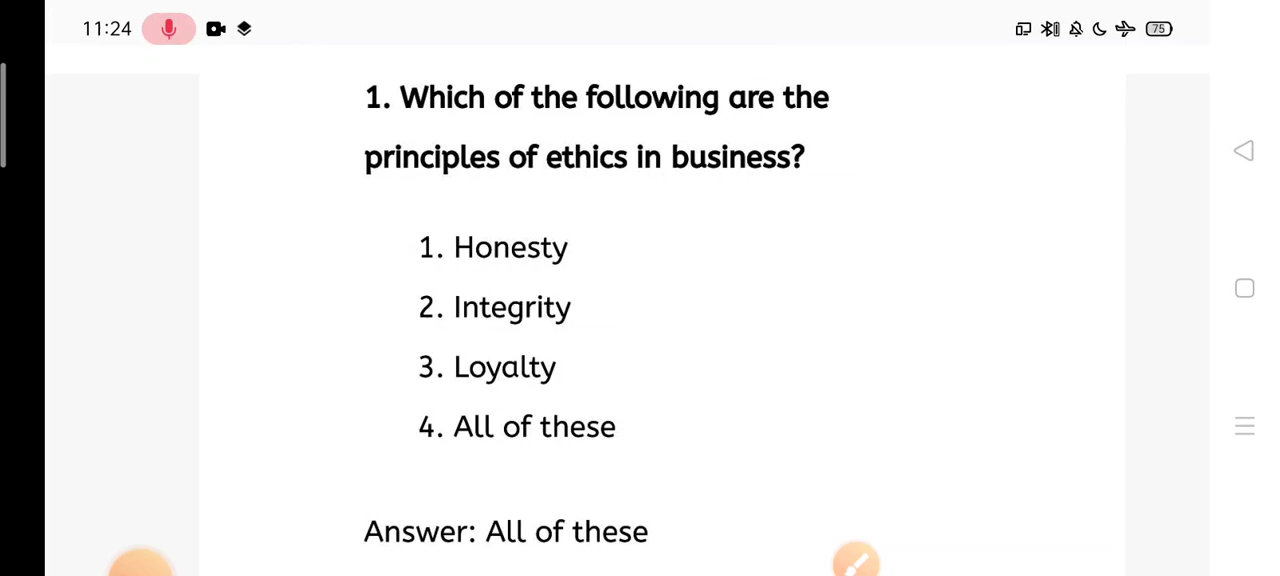 11:24
75
1. Which of the following are the
principles of ethics in business?
1. Honesty
2. Integrity
3. Loyalty
4. All of these
Answer: All of these